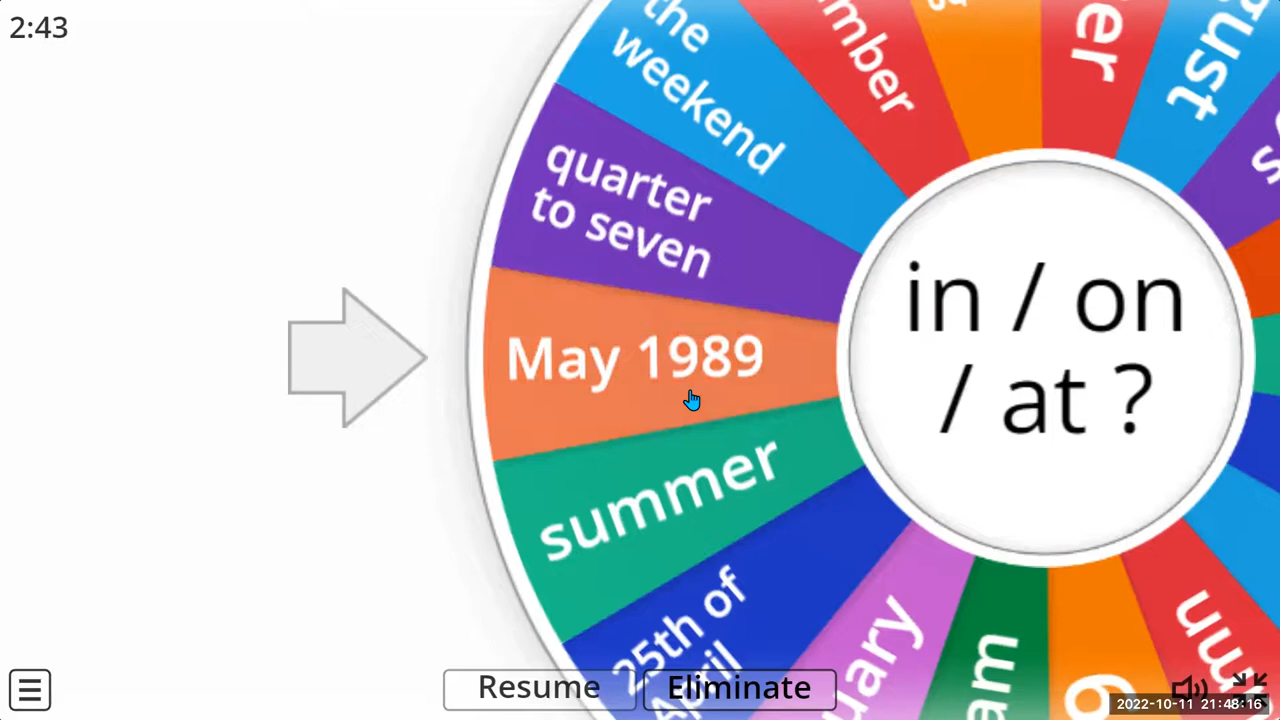 2:43
the
weekend
quarter
to seven
May 1989
summer
25th of
April
in / on
/ at ?
Resume
Eliminate
2022-10-11 21:48:16